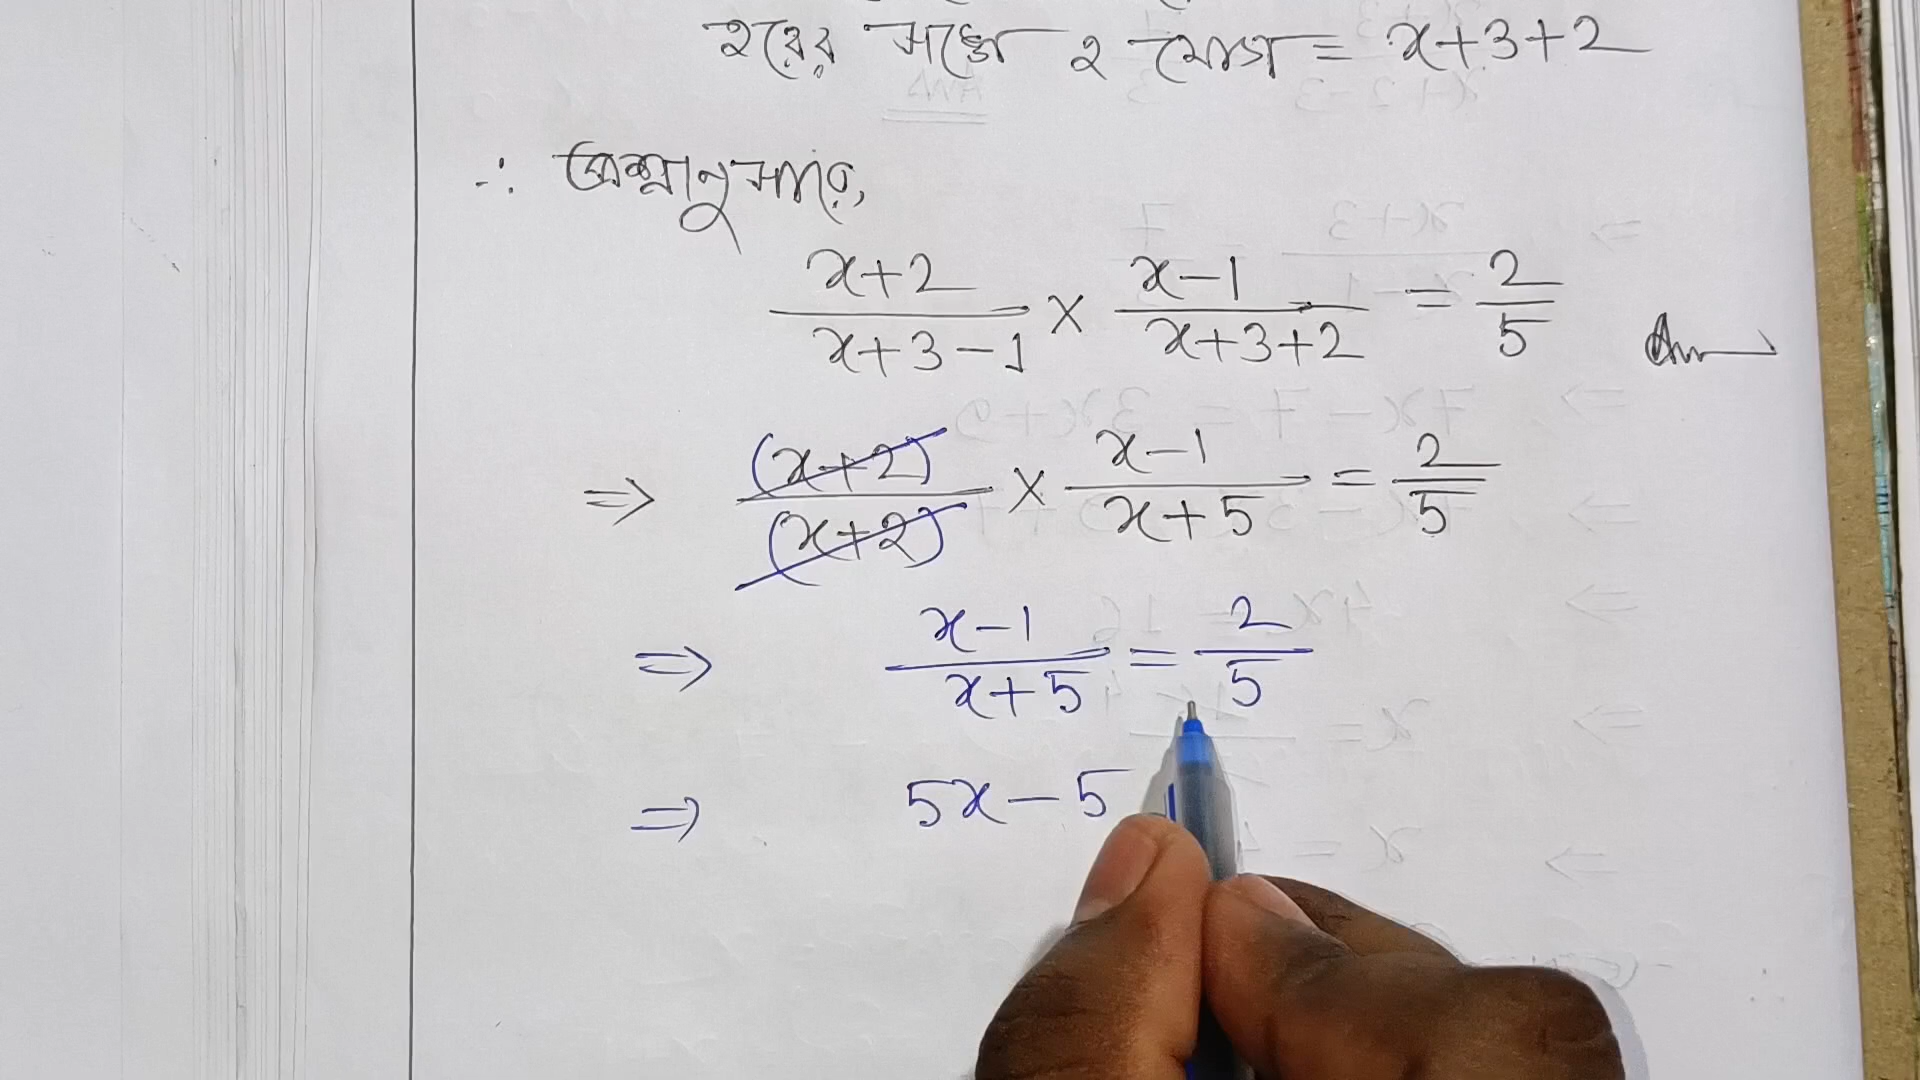 হরের সঙ্গে ২ যোগ = x+3+2
∴ প্রশ্নানুসারে,
(x+2)/(x+3-1) × (x-1)/(x+3+2) = 2/5
⇒ (x+2)/(x+2) × (x-1)/(x+5) = 2/5
⇒ (x-1)/(x+5) = 2/5
⇒ 5x-5